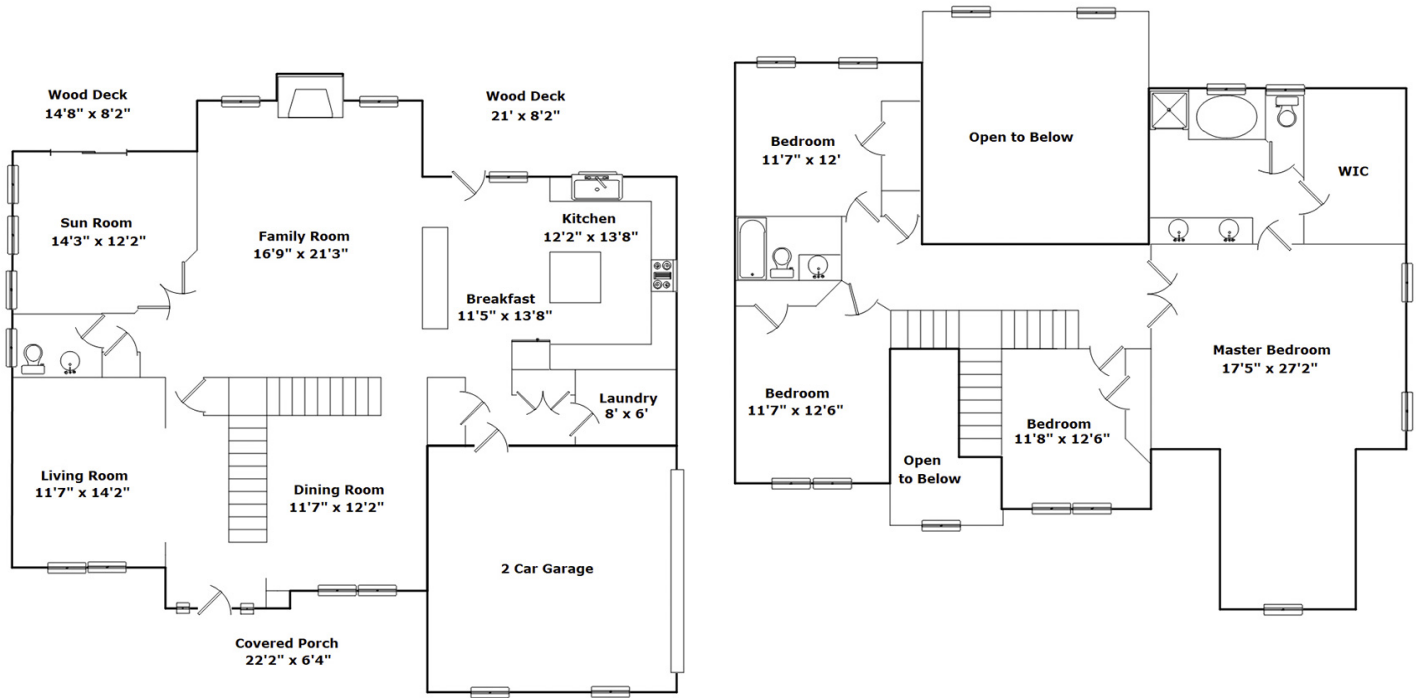 Wood Deck
14'8" x 8'2"
Wood Deck
21' x 8'2"
Sun Room
14'3" x 12'2"
Family Room
16'9" x 21'3"
Kitchen
12'2" x 13'8"
Breakfast
11'5" x 13'8"
Laundry
8' x 6'
Living Room
11'7" x 14'2"
Dining Room
11'7" x 12'2"
2 Car Garage
Covered Porch
22'2" x 6'4"
Bedroom
11'7" x 12'
Open to Below
WIC
Master Bedroom
17'5" x 27'2"
Bedroom
11'7" x 12'6"
Bedroom
11'8" x 12'6"
Open
to Below